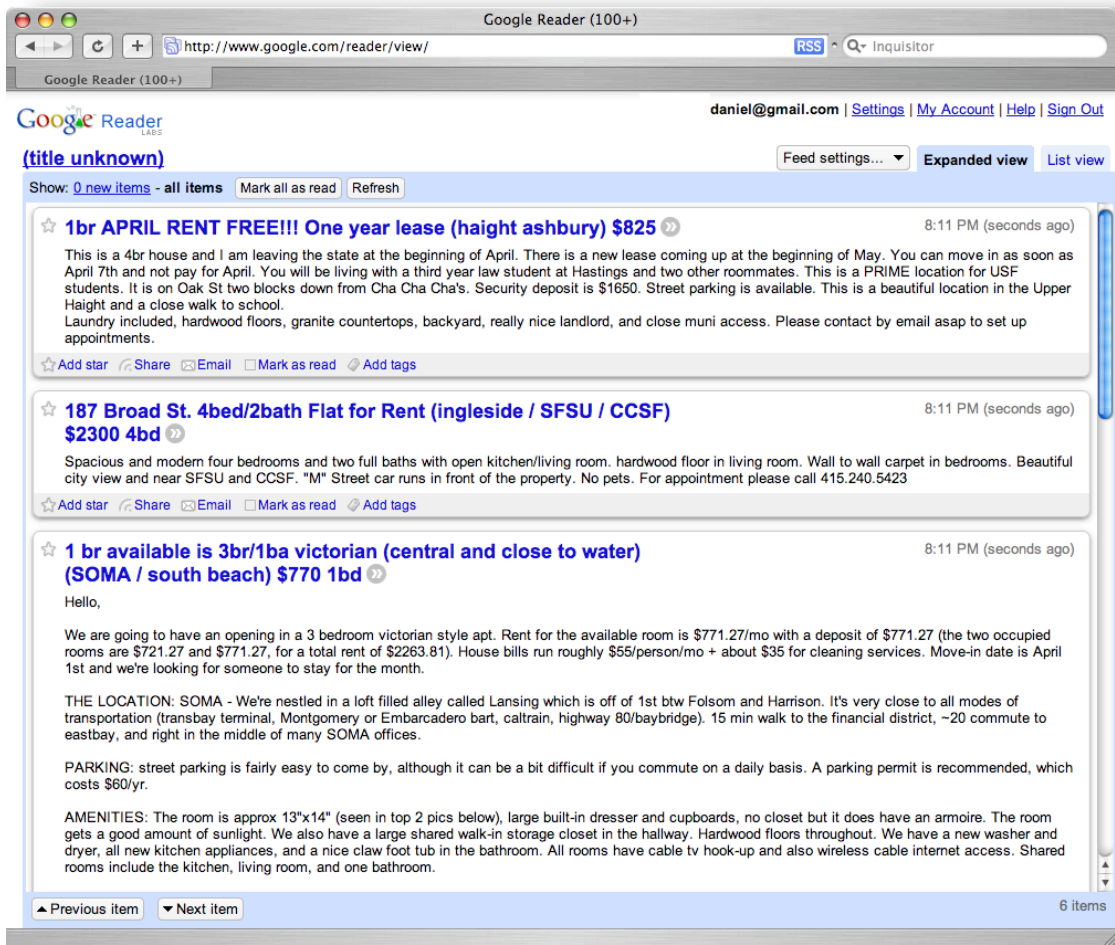 Google Reader (100+)
http://www.google.com/reader/view/ RSS Inquisitor
Google Reader (100+)
Google Reader LABS
daniel@gmail.com | Settings | My Account | Help | Sign Out
(title unknown)
Feed settings... Expanded view List view
Show: 0 new items - all items Mark all as read Refresh
1br APRIL RENT FREE!!! One year lease (haight ashbury) $825 » 8:11 PM (seconds ago)
This is a 4br house and I am leaving the state at the beginning of April. There is a new lease coming up at the beginning of May. You can move in as soon as
April 7th and not pay for April. You will be living with a third year law student at Hastings and two other roommates. This is a PRIME location for USF
students. It is on Oak St two blocks down from Cha Cha Cha's. Security deposit is $1650. Street parking is available. This is a beautiful location in the Upper
Haight and a close walk to school.
Laundry included, hardwood floors, granite countertops, backyard, really nice landlord, and close muni access. Please contact by email asap to set up
appointments.
Add star Share Email Mark as read Add tags
187 Broad St. 4bed/2bath Flat for Rent (ingleside / SFSU / CCSF) 8:11 PM (seconds ago)
$2300 4bd »
Spacious and modern four bedrooms and two full baths with open kitchen/living room. hardwood floor in living room. Wall to wall carpet in bedrooms. Beautiful
city view and near SFSU and CCSF. "M" Street car runs in front of the property. No pets. For appointment please call 415.240.5423
Add star Share Email Mark as read Add tags
1 br available is 3br/1ba victorian (central and close to water) 8:11 PM (seconds ago)
(SOMA / south beach) $770 1bd »
Hello,
We are going to have an opening in a 3 bedroom victorian style apt. Rent for the available room is $771.27/mo with a deposit of $771.27 (the two occupied
rooms are $721.27 and $771.27, for a total rent of $2263.81). House bills run roughly $55/person/mo + about $35 for cleaning services. Move-in date is April
1st and we're looking for someone to stay for the month.
THE LOCATION: SOMA - We're nestled in a loft filled alley called Lansing which is off of 1st btw Folsom and Harrison. It's very close to all modes of
transportation (transbay terminal, Montgomery or Embarcadero bart, caltrain, highway 80/baybridge). 15 min walk to the financial district, ~20 commute to
eastbay, and right in the middle of many SOMA offices.
PARKING: street parking is fairly easy to come by, although it can be a bit difficult if you commute on a daily basis. A parking permit is recommended, which
costs $60/yr.
AMENITIES: The room is approx 13"x14" (seen in top 2 pics below), large built-in dresser and cupboards, no closet but it does have an armoire. The room
gets a good amount of sunlight. We also have a large shared walk-in storage closet in the hallway. Hardwood floors throughout. We have a new washer and
dryer, all new kitchen appliances, and a nice claw foot tub in the bathroom. All rooms have cable tv hook-up and also wireless cable internet access. Shared
rooms include the kitchen, living room, and one bathroom.
Previous item Next item 6 items